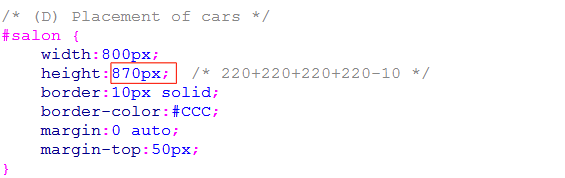 /* (D) Placement of cars */
#salon {
    width:800px;
    height:870px;  /* 220+220+220+220-10 */
    border:10px solid;
    border-color:#CCC;
    margin:0 auto;
    margin-top:50px;
}